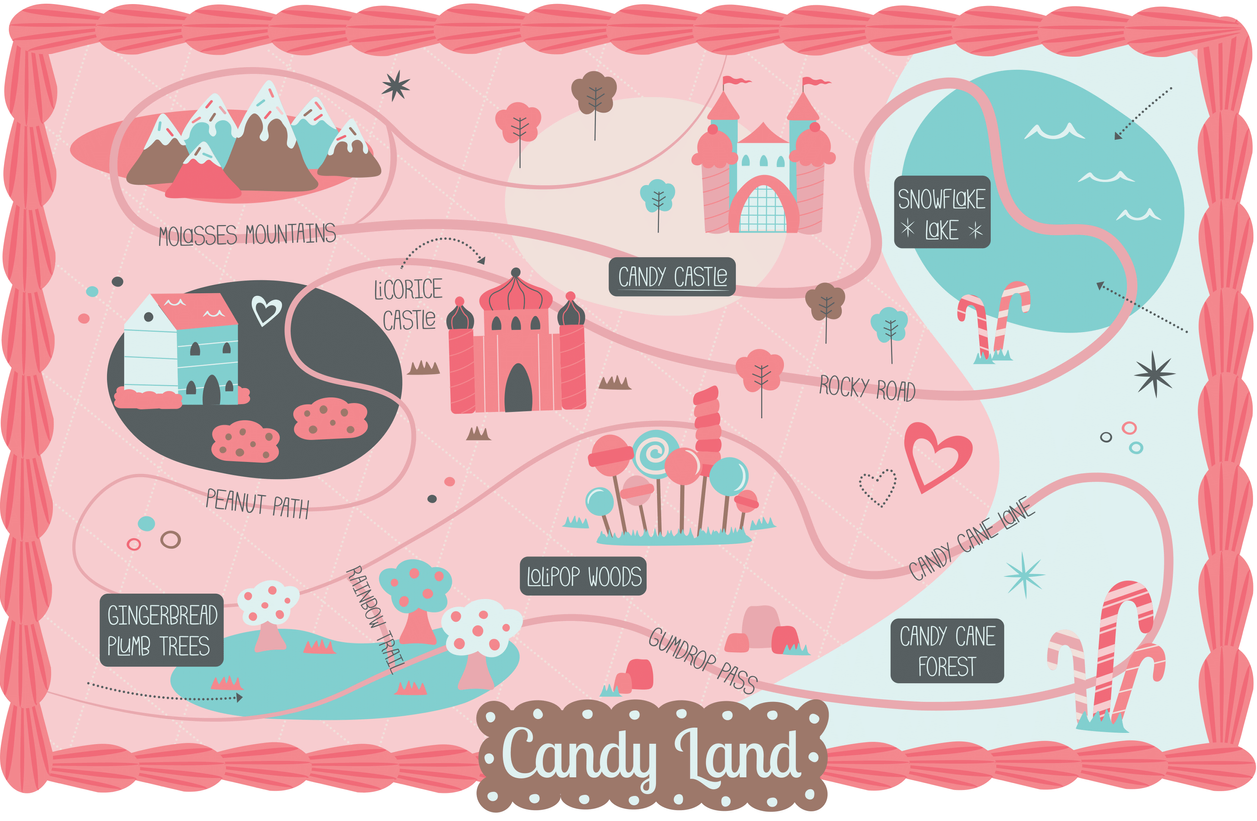 MOLASSES MOUNTAINS
SNOWFLAKE
LAKE
CANDY CASTLE
LICORICE
CASTLE
ROCKY ROAD
PEANUT PATH
CANDY CANE LANE
LOLIPOP WOODS
RAINBOW TRAIL
GINGERBREAD
PLUMB TREES
GUMDROP PASS
CANDY CANE
FOREST
Candy Land